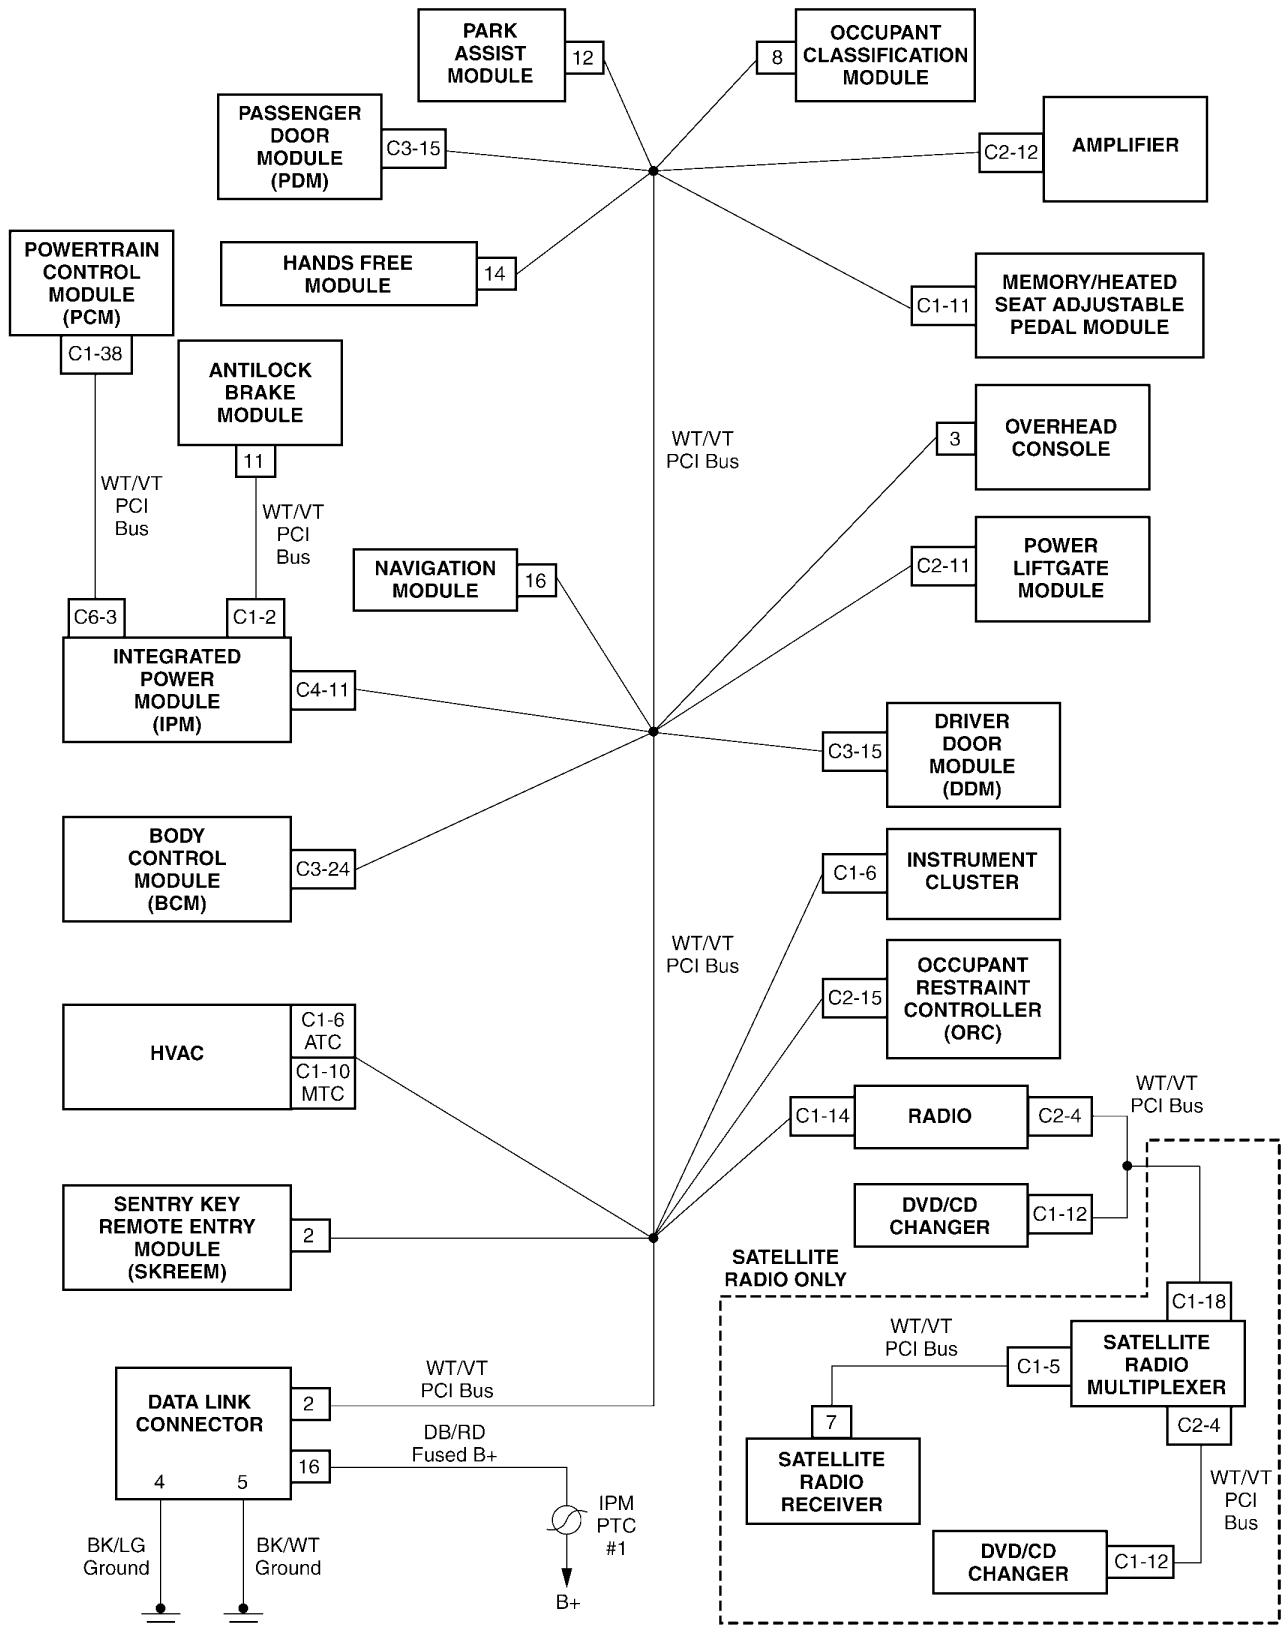 PARK
ASSIST
MODULE
12
8
OCCUPANT
CLASSIFICATION
MODULE
PASSENGER
DOOR
MODULE
(PDM)
C3-15
C2-12
AMPLIFIER
POWERTRAIN
CONTROL
MODULE
(PCM)
C1-38
HANDS FREE
MODULE
14
C1-11
MEMORY/HEATED
SEAT ADJUSTABLE
PEDAL MODULE
ANTILOCK
BRAKE
MODULE
11
WT/VT
PCI Bus
3
OVERHEAD
CONSOLE
WT/VT
PCI
Bus
WT/VT
PCI
Bus
NAVIGATION
MODULE
16
C2-11
POWER
LIFTGATE
MODULE
C6-3
C1-2
INTEGRATED
POWER
MODULE
(IPM)
C4-11
C3-15
DRIVER
DOOR
MODULE
(DDM)
BODY
CONTROL
MODULE
(BCM)
C3-24
C1-6
INSTRUMENT
CLUSTER
WT/VT
PCI Bus
C2-15
OCCUPANT
RESTRAINT
CONTROLLER
(ORC)
HVAC
C1-6
ATC
C1-10
MTC
C1-14
RADIO
C2-4
WT/VT
PCI Bus
DVD/CD
CHANGER
C1-12
SENTRY KEY
REMOTE ENTRY
MODULE
(SKREEM)
2
SATELLITE
RADIO ONLY
C1-18
WT/VT
PCI Bus
C1-5
SATELLITE
RADIO
MULTIPLEXER
C2-4
DATA LINK
CONNECTOR
2
WT/VT
PCI Bus
16
DB/RD
Fused B+
4
5
7
SATELLITE
RADIO
RECEIVER
WT/VT
PCI
Bus
IPM
PTC
#1
BK/LG
Ground
BK/WT
Ground
B+
DVD/CD
CHANGER
C1-12